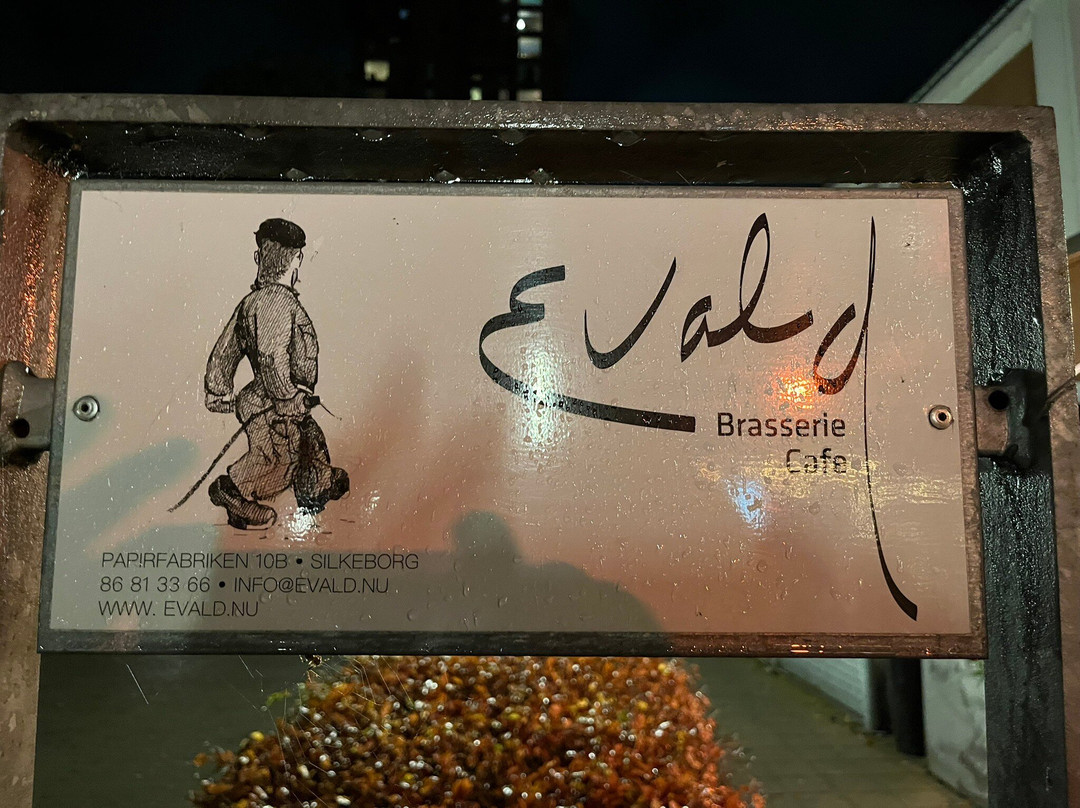 Evald
Brasserie
Cafe
PAPIRFABRIKEN 10B • SILKEBORG
86 81 33 66 • INFO@EVALD.NU
WWW. EVALD.NU